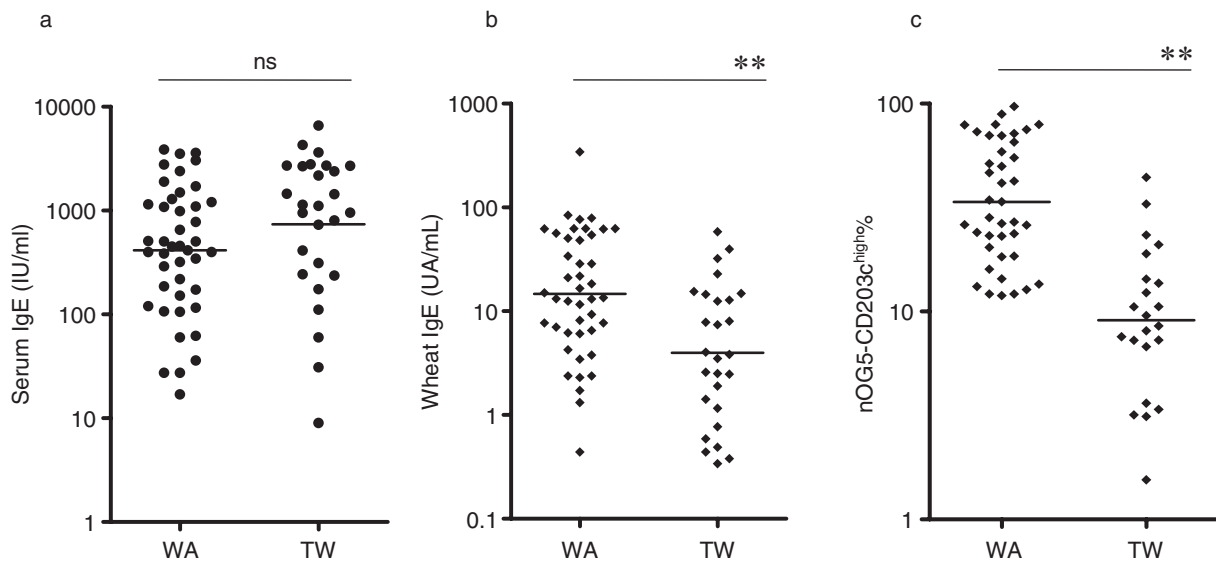 a
ns
Serum IgE (IU/ml)
10000
1000
100
10
1
WA TW
b
**
Wheat IgE (UA/mL)
1000
100
10
1
0.1
WA TW
c
**
nOG5-CD203c^high%
100
10
1
WA TW